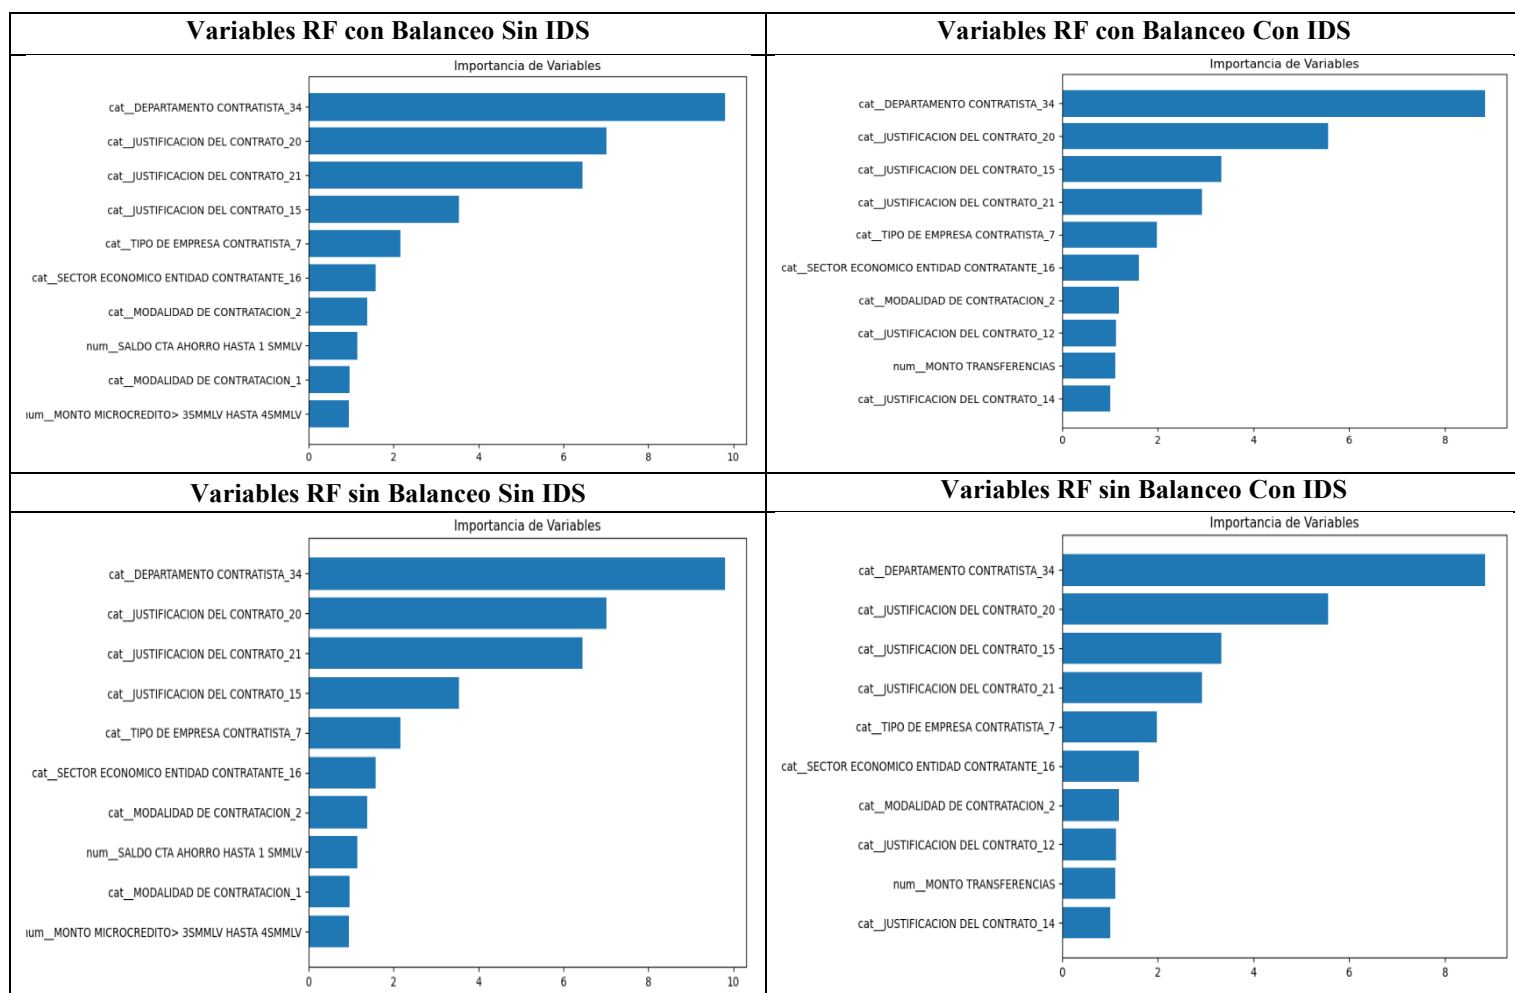 Variables RF con Balanceo Sin IDS
Importancia de Variables
cat__DEPARTAMENTO CONTRATISTA_34
cat__JUSTIFICACION DEL CONTRATO_20
cat__JUSTIFICACION DEL CONTRATO_21
cat__JUSTIFICACION DEL CONTRATO_15
cat__TIPO DE EMPRESA CONTRATISTA_7
cat__SECTOR ECONOMICO ENTIDAD CONTRATANTE_16
cat__MODALIDAD DE CONTRATACION_2
num__SALDO CTA AHORRO HASTA 1 SMMLV
cat__MODALIDAD DE CONTRATACION_1
um__MONTO MICROCREDITO> 3SMMLV HASTA 4SMMLV
0 2 4 6 8 10
Variables RF con Balanceo Con IDS
Importancia de Variables
cat__DEPARTAMENTO CONTRATISTA_34
cat__JUSTIFICACION DEL CONTRATO_20
cat__JUSTIFICACION DEL CONTRATO_15
cat__JUSTIFICACION DEL CONTRATO_21
cat__TIPO DE EMPRESA CONTRATISTA_7
cat__SECTOR ECONOMICO ENTIDAD CONTRATANTE_16
cat__MODALIDAD DE CONTRATACION_2
cat__JUSTIFICACION DEL CONTRATO_12
num__MONTO TRANSFERENCIAS
cat__JUSTIFICACION DEL CONTRATO_14
0 2 4 6 8
Variables RF sin Balanceo Sin IDS
Importancia de Variables
cat__DEPARTAMENTO CONTRATISTA_34
cat__JUSTIFICACION DEL CONTRATO_20
cat__JUSTIFICACION DEL CONTRATO_21
cat__JUSTIFICACION DEL CONTRATO_15
cat__TIPO DE EMPRESA CONTRATISTA_7
cat__SECTOR ECONOMICO ENTIDAD CONTRATANTE_16
cat__MODALIDAD DE CONTRATACION_2
num__SALDO CTA AHORRO HASTA 1 SMMLV
cat__MODALIDAD DE CONTRATACION_1
um__MONTO MICROCREDITO> 3SMMLV HASTA 4SMMLV
0 2 4 6 8 10
Variables RF sin Balanceo Con IDS
Importancia de Variables
cat__DEPARTAMENTO CONTRATISTA_34
cat__JUSTIFICACION DEL CONTRATO_20
cat__JUSTIFICACION DEL CONTRATO_15
cat__JUSTIFICACION DEL CONTRATO_21
cat__TIPO DE EMPRESA CONTRATISTA_7
cat__SECTOR ECONOMICO ENTIDAD CONTRATANTE_16
cat__MODALIDAD DE CONTRATACION_2
cat__JUSTIFICACION DEL CONTRATO_12
num__MONTO TRANSFERENCIAS
cat__JUSTIFICACION DEL CONTRATO_14
0 2 4 6 8